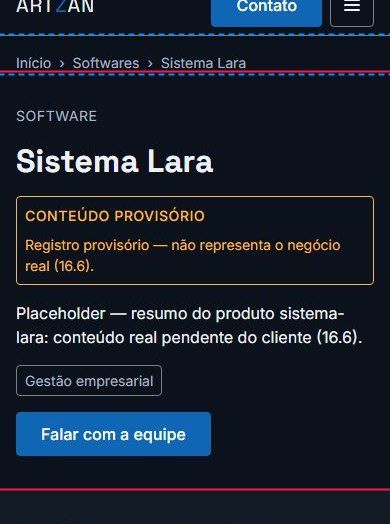 ARTZAN
Contato
Início › Softwares › Sistema Lara
SOFTWARE
Sistema Lara
CONTEÚDO PROVISÓRIO
Registro provisório — não representa o negócio
real (16.6).
Placeholder — resumo do produto sistema-
lara: conteúdo real pendente do cliente (16.6).
Gestão empresarial
Falar com a equipe